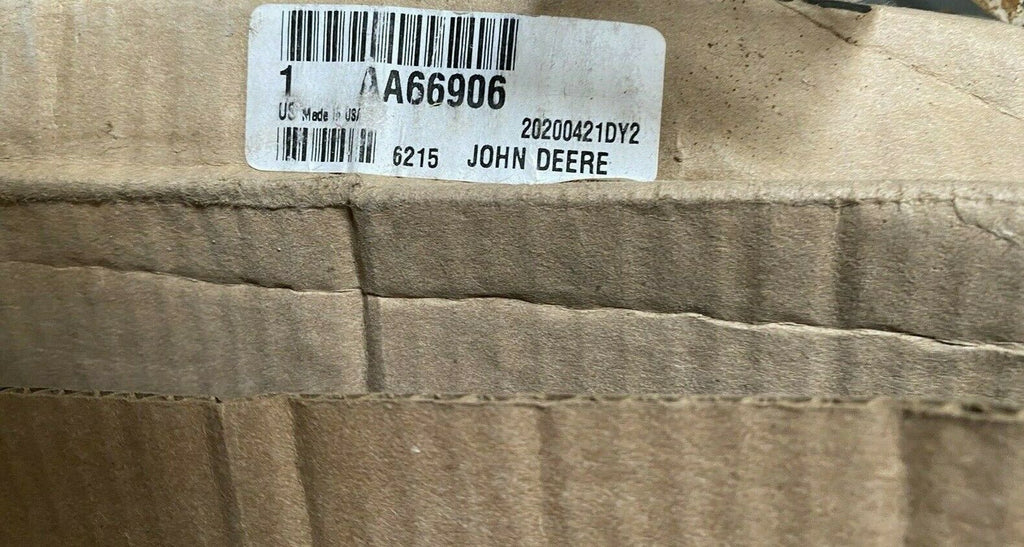 1 AA66906
US Made In USA
20200421DY2
6215 JOHN DEERE